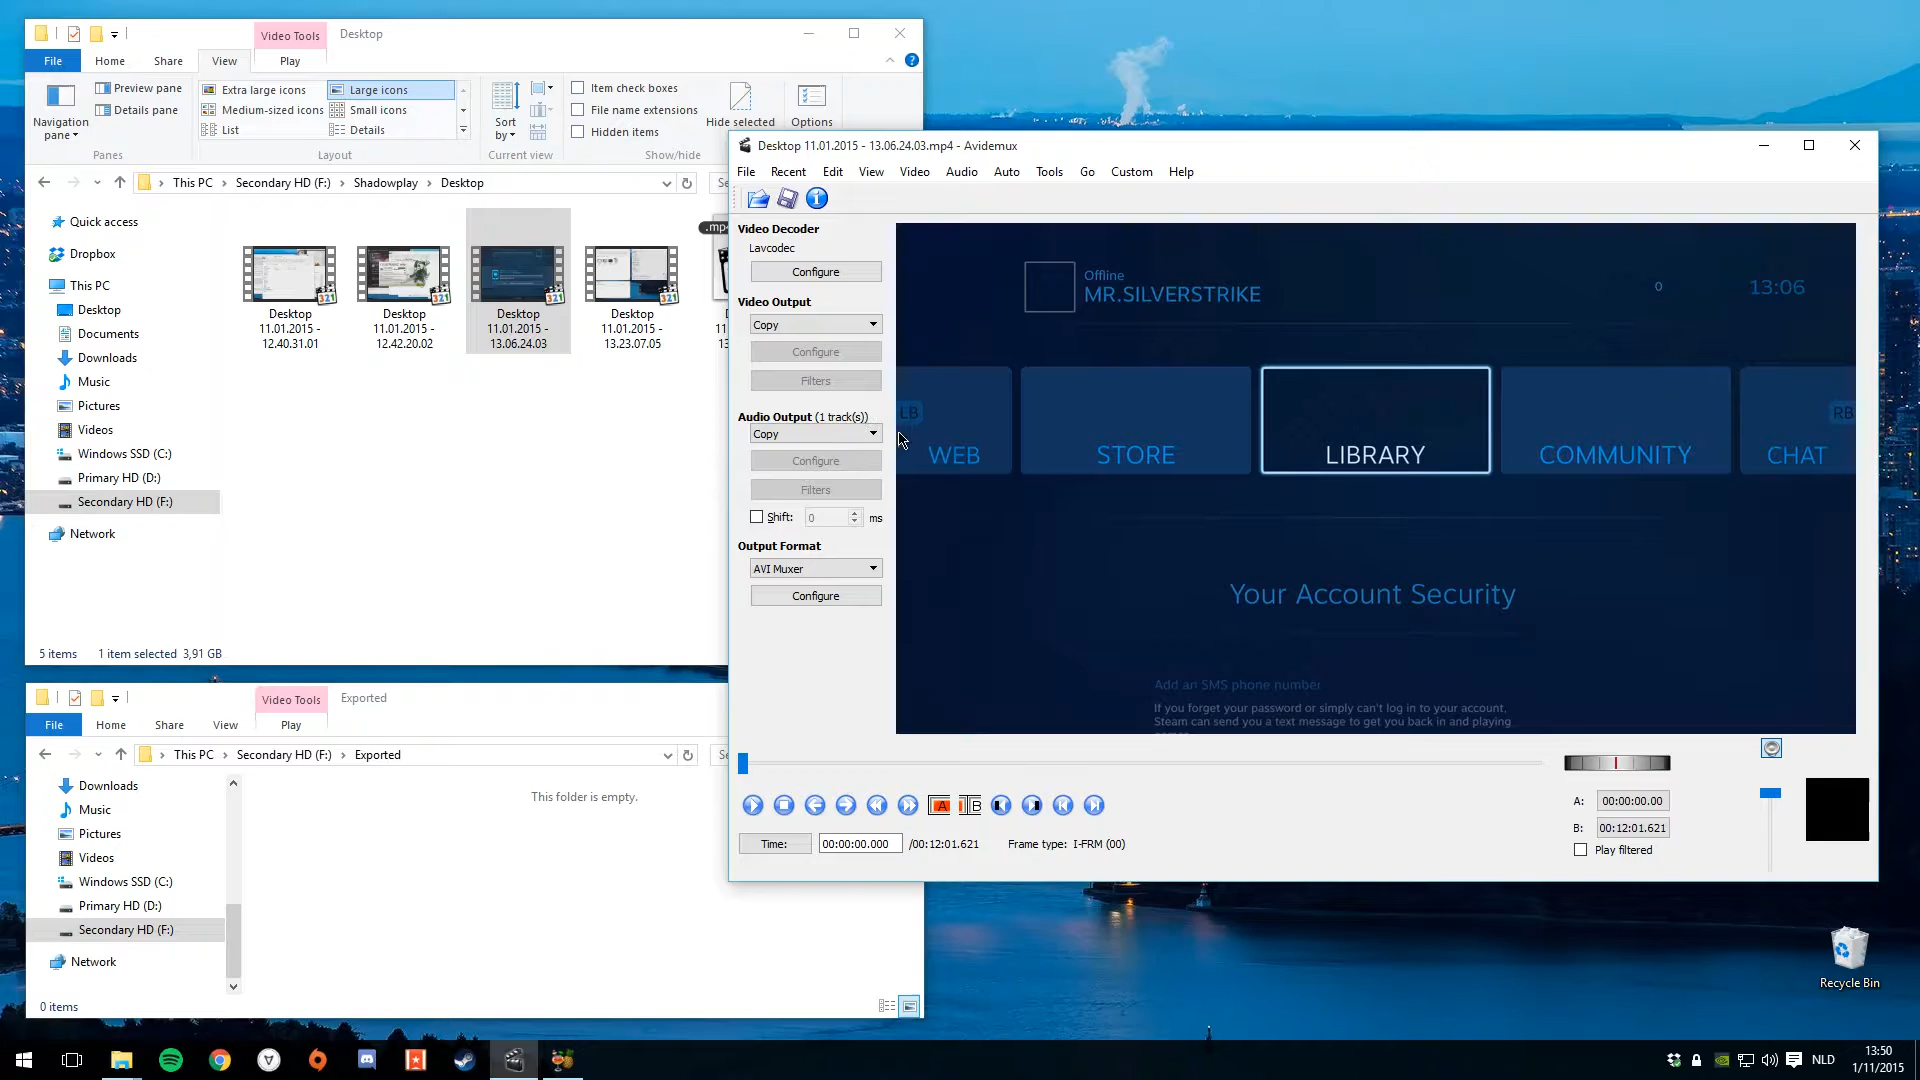 Video Tools
Desktop
File
Home
Share
View
Play
Navigation pane
Preview pane
Details pane
Panes
Extra large icons
Large icons
Medium-sized icons
Small icons
List
Details
Layout
Sort by
Current view
Item check boxes
File name extensions
Hidden items
Hide selected
Show/hide
Options
This PC
Secondary HD (F:)
Shadowplay
Desktop
Quick access
Dropbox
This PC
Desktop
Documents
Downloads
Music
Pictures
Videos
Windows SSD (C:)
Primary HD (D:)
Secondary HD (F:)
Network
Desktop
11.01.2015 -
12.40.31.01
Desktop
11.01.2015 -
12.42.20.02
Desktop
11.01.2015 -
13.06.24.03
Desktop
11.01.2015 -
13.23.07.05
5 items
1 item selected 3,91 GB
Video Tools
Exported
File
Home
Share
View
Play
This PC
Secondary HD (F:)
Exported
Downloads
Music
Pictures
Videos
Windows SSD (C:)
Primary HD (D:)
Secondary HD (F:)
Network
This folder is empty.
0 items
Desktop 11.01.2015 - 13.06.24.03.mp4 - Avidemux
File
Recent
Edit
View
Video
Audio
Auto
Tools
Go
Custom
Help
Video Decoder
Lavcodec
Configure
Video Output
Copy
Configure
Filters
Audio Output (1 track(s))
Copy
Configure
Filters
Shift:
0
ms
Output Format
AVI Muxer
Configure
Offline
MR.SILVERSTRIKE
0
13:06
LB
WEB
STORE
LIBRARY
COMMUNITY
CHAT
RB
Your Account Security
Add an SMS phone number
If you forget your password or simply can't log in to your account,
Steam can send you a text message to get you back in and playing
A
B
Time:
00:00:00.000
/00:12:01.621
Frame type: I-FRM (00)
A:
00:00:00.00
B:
00:12:01.621
Play filtered
Recycle Bin
NLD
13:50
1/11/2015